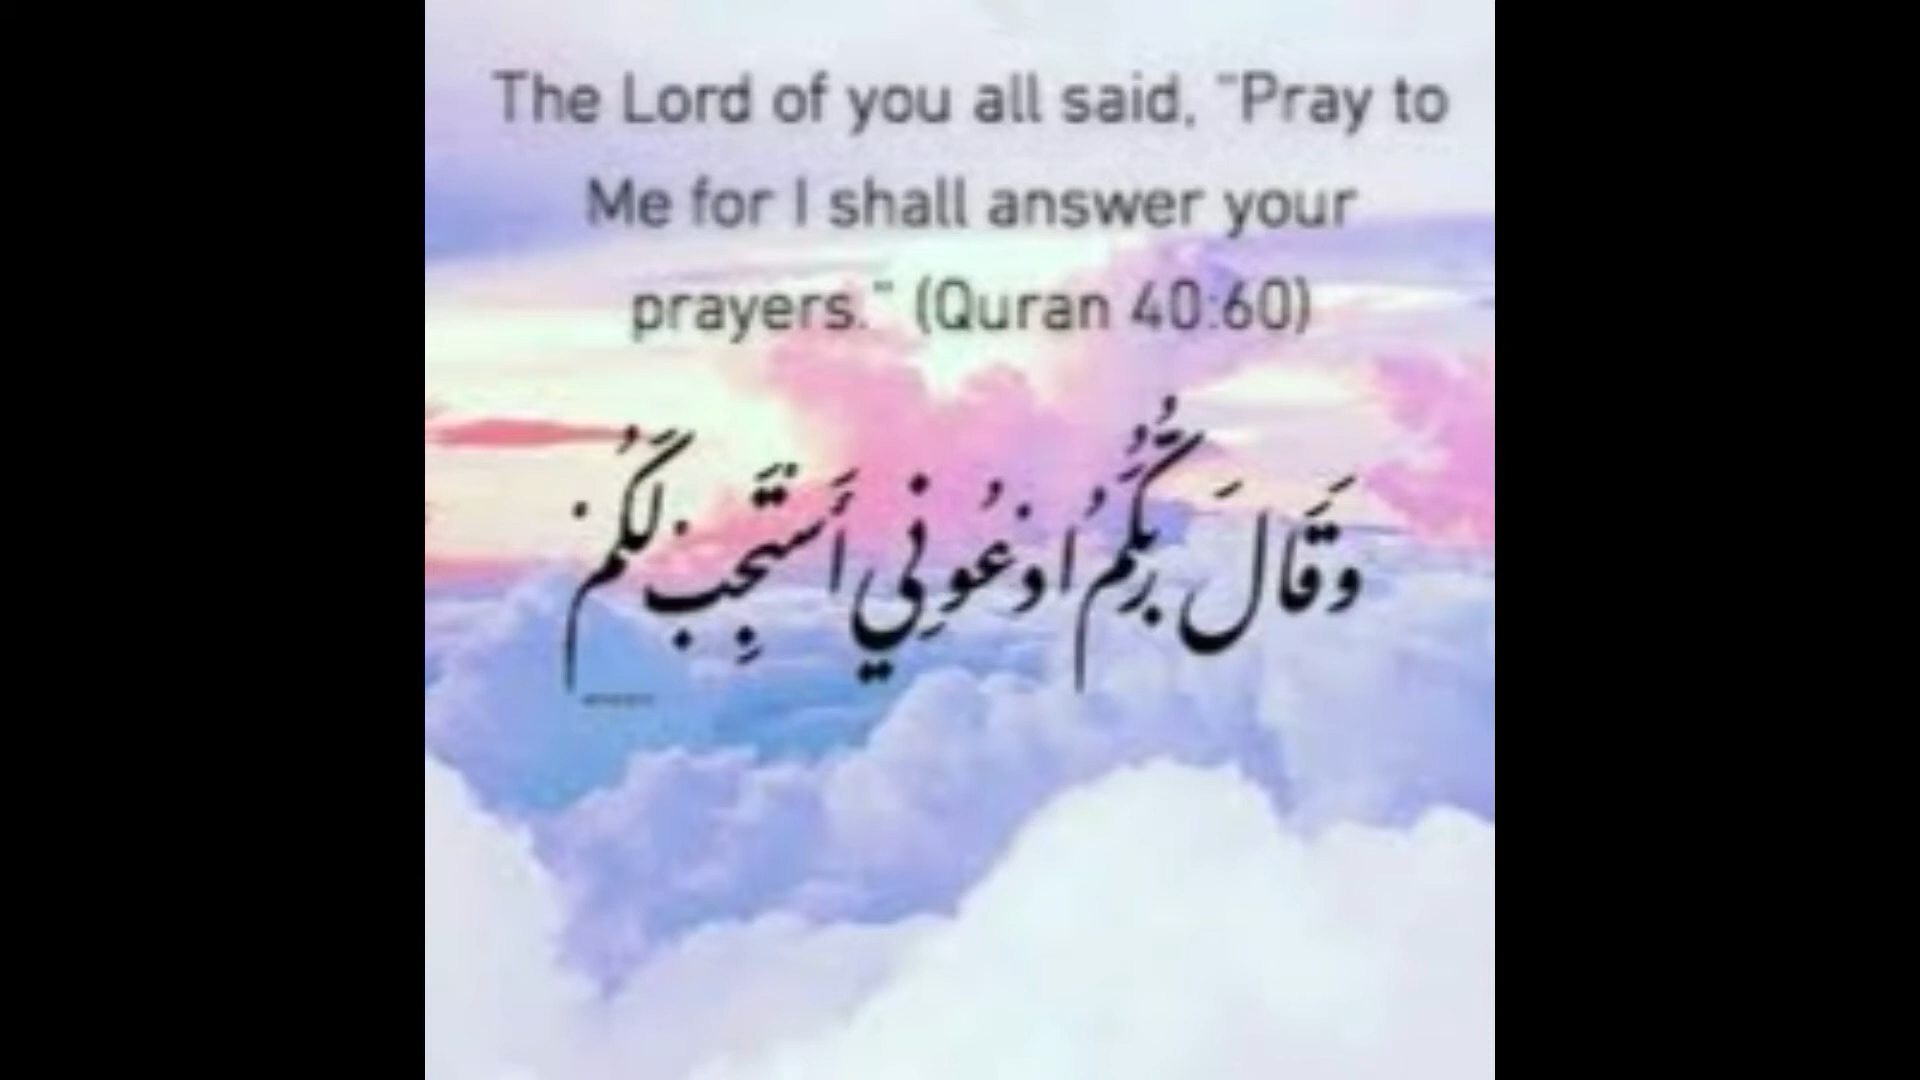 The Lord of you all said, "Pray to
Me for I shall answer your
prayers." (Quran 40:60)
وَقَالَ رَبُّكُمُ ادْعُونِي أَسْتَجِبْ لَكُمْ